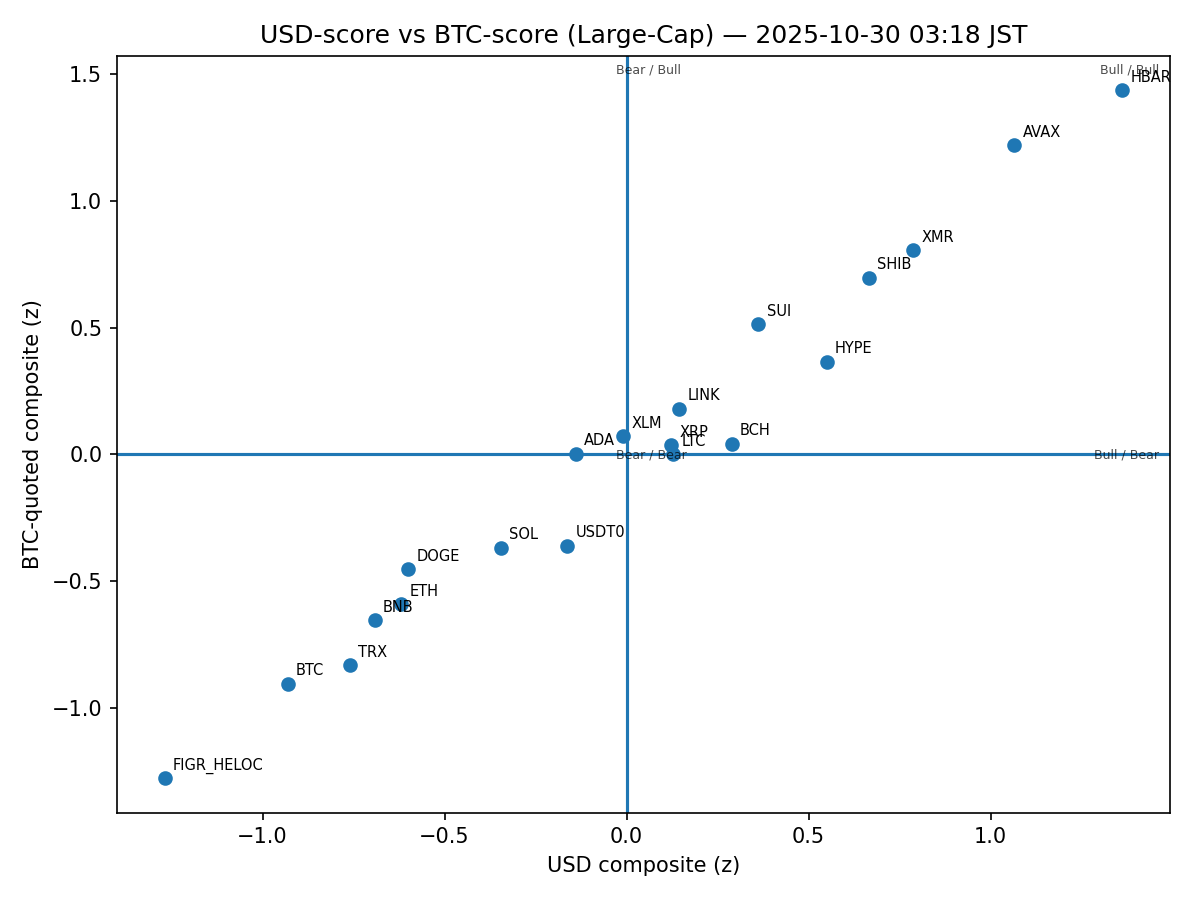 USD-score vs BTC-score (Large-Cap) — 2025-10-30 03:18 JST
Bear / Bull
Bull / Bull
HBAR
AVAX
XMR
SHIB
SUI
HYPE
LINK
XLM
XRP
BCH
ADA
LTC
Bear / Bear
Bull / Bear
SOL
USDT0
DOGE
ETH
BNB
TRX
BTC
FIGR_HELOC
1.5
1.0
0.5
0.0
−0.5
−1.0
BTC-quoted composite (z)
−1.0
−0.5
0.0
0.5
1.0
USD composite (z)